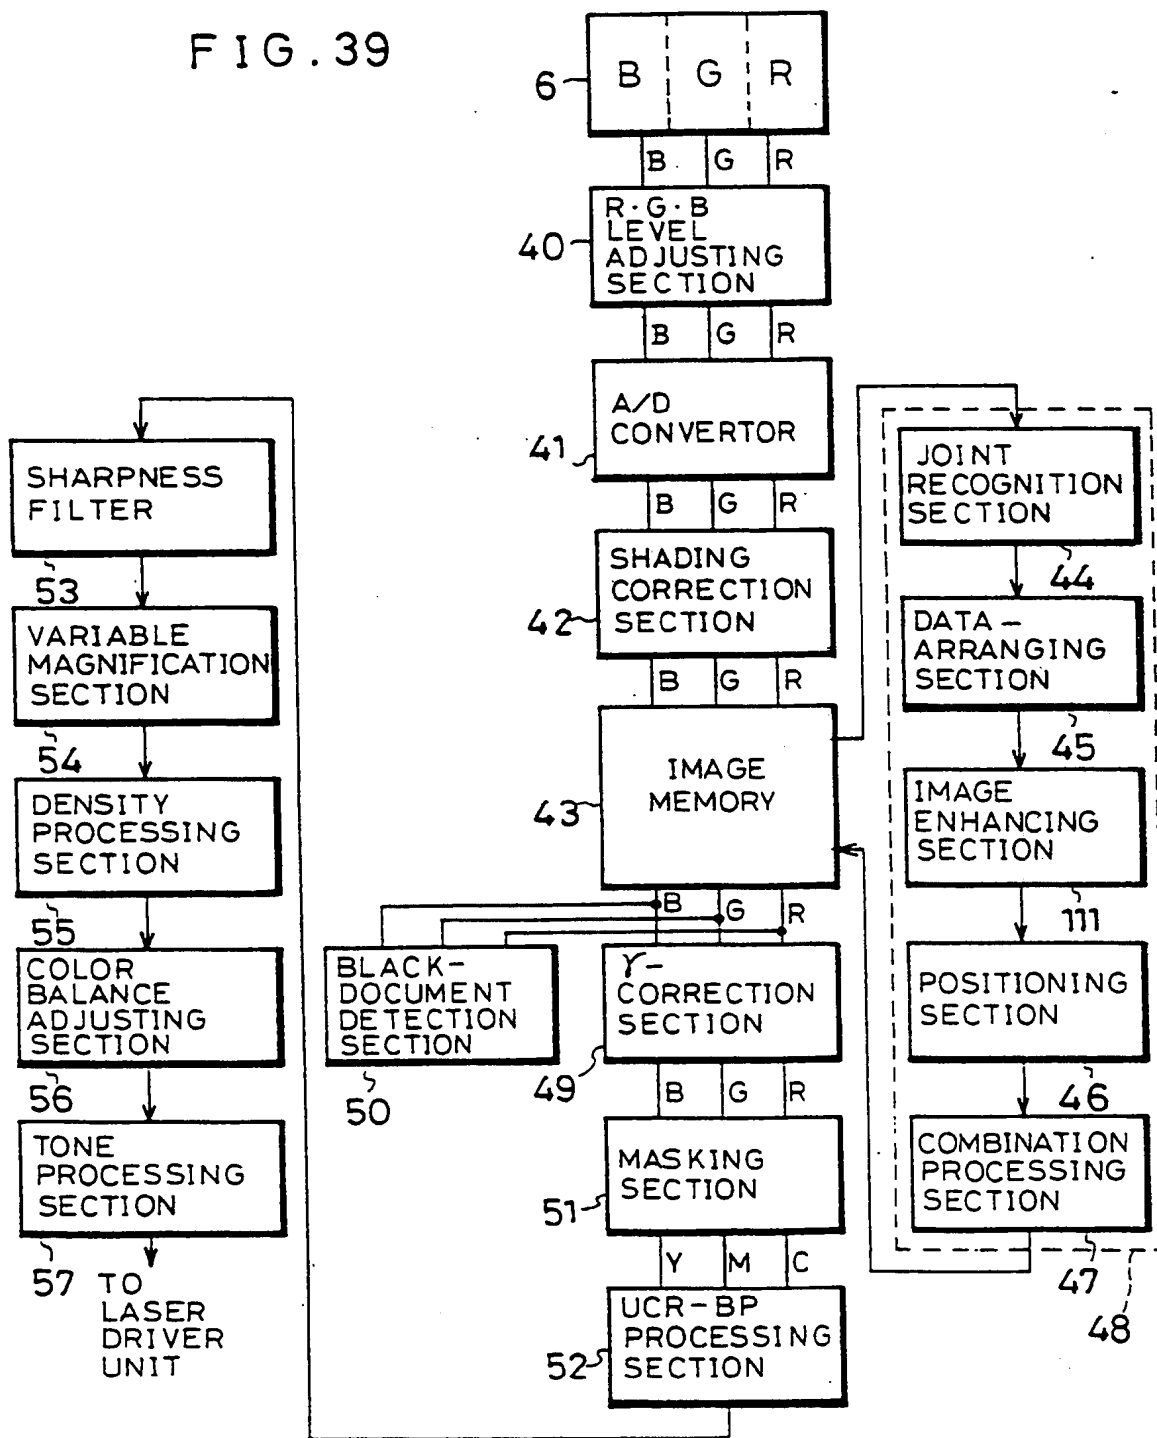 FIG.39
B G R
6
B G R
R·G·B
LEVEL
ADJUSTING
SECTION
40
B G R
A/D
CONVERTOR
41
B G R
SHADING
CORRECTION
SECTION
42
B G R
IMAGE
MEMORY
43
B G R
BLACK-
DOCUMENT
DETECTION
SECTION
50
γ-
CORRECTION
SECTION
49
B G R
MASKING
SECTION
51
Y M C
UCR-BP
PROCESSING
SECTION
52
JOINT
RECOGNITION
SECTION
44
DATA-
ARRANGING
SECTION
45
IMAGE
ENHANCING
SECTION
111
POSITIONING
SECTION
46
COMBINATION
PROCESSING
SECTION
47
48
SHARPNESS
FILTER
53
VARIABLE
MAGNIFICATION
SECTION
54
DENSITY
PROCESSING
SECTION
55
COLOR
BALANCE
ADJUSTING
SECTION
56
TONE
PROCESSING
SECTION
57
TO
LASER
DRIVER
UNIT